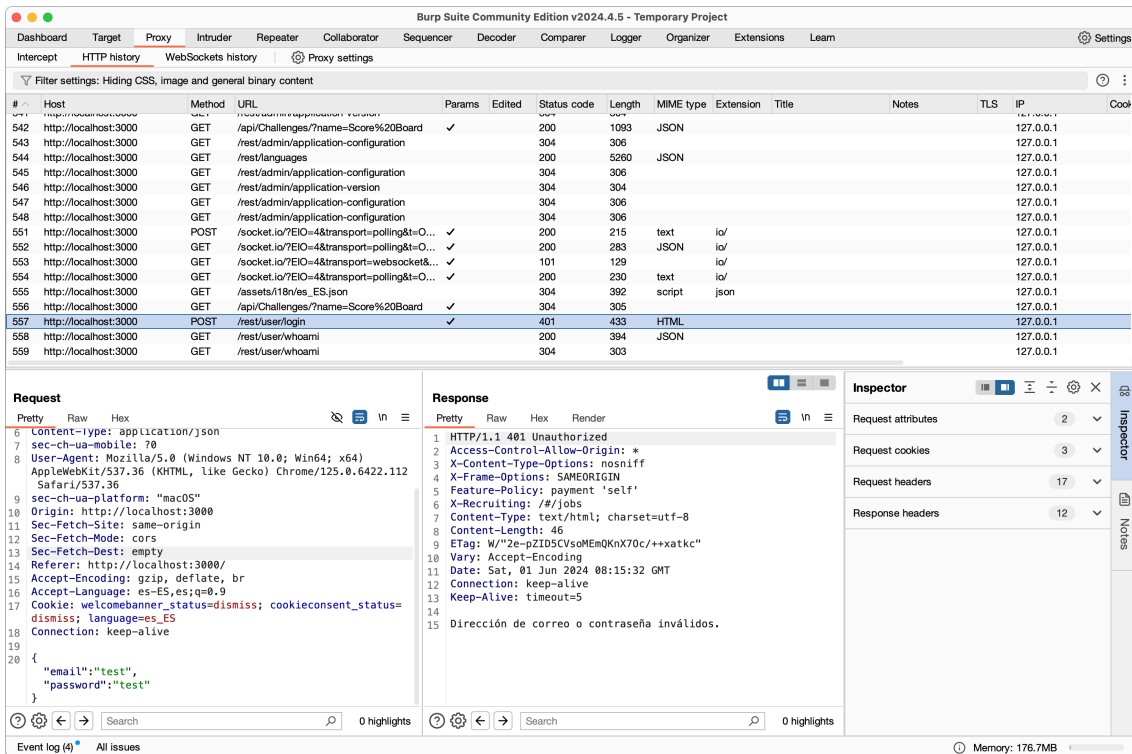 Burp Suite Community Edition v2024.4.5 - Temporary Project
Dashboard Target Proxy Intruder Repeater Collaborator Sequencer Decoder Comparer Logger Organizer Extensions Learn Settings
Intercept HTTP history WebSockets history Proxy settings
Filter settings: Hiding CSS, image and general binary content
# Host Method URL Params Edited Status code Length MIME type Extension Title Notes TLS IP Cook
542 http://localhost:3000 GET /api/Challenges/?name=Score%20Board ✓ 200 1093 JSON 127.0.0.1
543 http://localhost:3000 GET /rest/admin/application-configuration 304 306 127.0.0.1
544 http://localhost:3000 GET /rest/languages 200 5260 JSON 127.0.0.1
545 http://localhost:3000 GET /rest/admin/application-configuration 304 306 127.0.0.1
546 http://localhost:3000 GET /rest/admin/application-version 304 304 127.0.0.1
547 http://localhost:3000 GET /rest/admin/application-configuration 304 306 127.0.0.1
548 http://localhost:3000 GET /rest/admin/application-configuration 304 306 127.0.0.1
551 http://localhost:3000 POST /socket.io/?EIO=4&transport=polling&t=O... ✓ 200 215 text io/ 127.0.0.1
552 http://localhost:3000 GET /socket.io/?EIO=4&transport=polling&t=O... ✓ 200 283 JSON io/ 127.0.0.1
553 http://localhost:3000 GET /socket.io/?EIO=4&transport=websocket&... ✓ 101 129 io/ 127.0.0.1
554 http://localhost:3000 GET /socket.io/?EIO=4&transport=polling&t=O... ✓ 200 230 text io/ 127.0.0.1
555 http://localhost:3000 GET /assets/i18n/es_ES.json 304 392 script json 127.0.0.1
556 http://localhost:3000 GET /api/Challenges/?name=Score%20Board ✓ 304 305 127.0.0.1
557 http://localhost:3000 POST /rest/user/login ✓ 401 433 HTML 127.0.0.1
558 http://localhost:3000 GET /rest/user/whoami 200 394 JSON 127.0.0.1
559 http://localhost:3000 GET /rest/user/whoami 304 303 127.0.0.1
Request
Pretty Raw Hex \n
6 Content-Type: application/json
7 sec-ch-ua-mobile: ?0
8 User-Agent: Mozilla/5.0 (Windows NT 10.0; Win64; x64)
AppleWebKit/537.36 (KHTML, like Gecko) Chrome/125.0.6422.112
Safari/537.36
9 sec-ch-ua-platform: "macOS"
10 Origin: http://localhost:3000
11 Sec-Fetch-Site: same-origin
12 Sec-Fetch-Mode: cors
13 Sec-Fetch-Dest: empty
14 Referer: http://localhost:3000/
15 Accept-Encoding: gzip, deflate, br
16 Accept-Language: es-ES,es;q=0.9
17 Cookie: welcomebanner_status=dismiss; cookieconsent_status=
dismiss; language=es_ES
18 Connection: keep-alive
19
20 {
"email":"test",
"password":"test"
}
Search 0 highlights
Response
Pretty Raw Hex Render \n
1 HTTP/1.1 401 Unauthorized
2 Access-Control-Allow-Origin: *
3 X-Content-Type-Options: nosniff
4 X-Frame-Options: SAMEORIGIN
5 Feature-Policy: payment 'self'
6 X-Recruiting: /#/jobs
7 Content-Type: text/html; charset=utf-8
8 Content-Length: 46
9 ETag: W/"2e-pZID5CVsoMEmQKnX7Oc/++xatkc"
10 Vary: Accept-Encoding
11 Date: Sat, 01 Jun 2024 08:15:32 GMT
12 Connection: keep-alive
13 Keep-Alive: timeout=5
14
15 Dirección de correo o contraseña inválidos.
Search 0 highlights
Inspector
Request attributes 2
Request cookies 3
Request headers 17
Response headers 12
Inspector
Notes
Event log (4) All issues Memory: 176.7MB